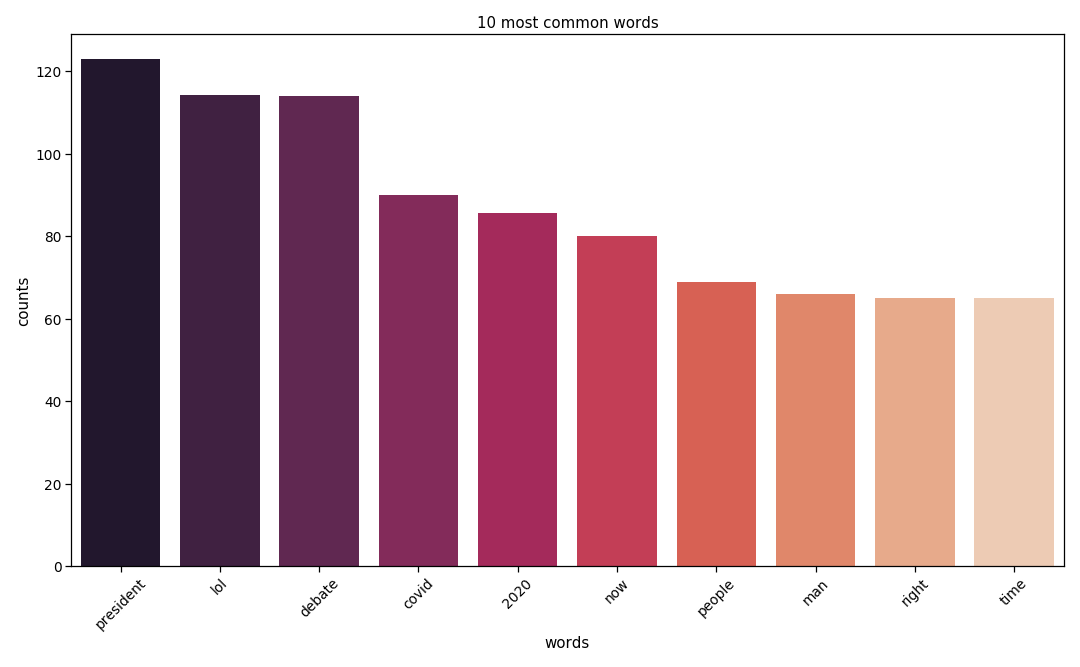 10 most common words
counts
120
100
80
60
40
20
0
president
lol
debate
covid
2020
now
people
man
right
time
words